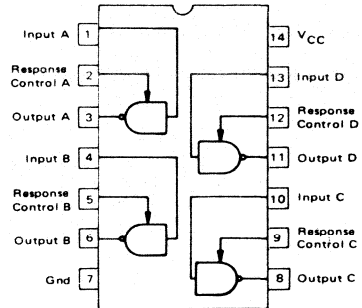 Input A
1
Response
Control A
2
Output A
3
Input B
4
Response
Control B
5
Output B
6
Gnd
7
14
VCC
13
Input D
12
Response
Control D
11
Output D
10
Input C
9
Response
Control C
8
Output C